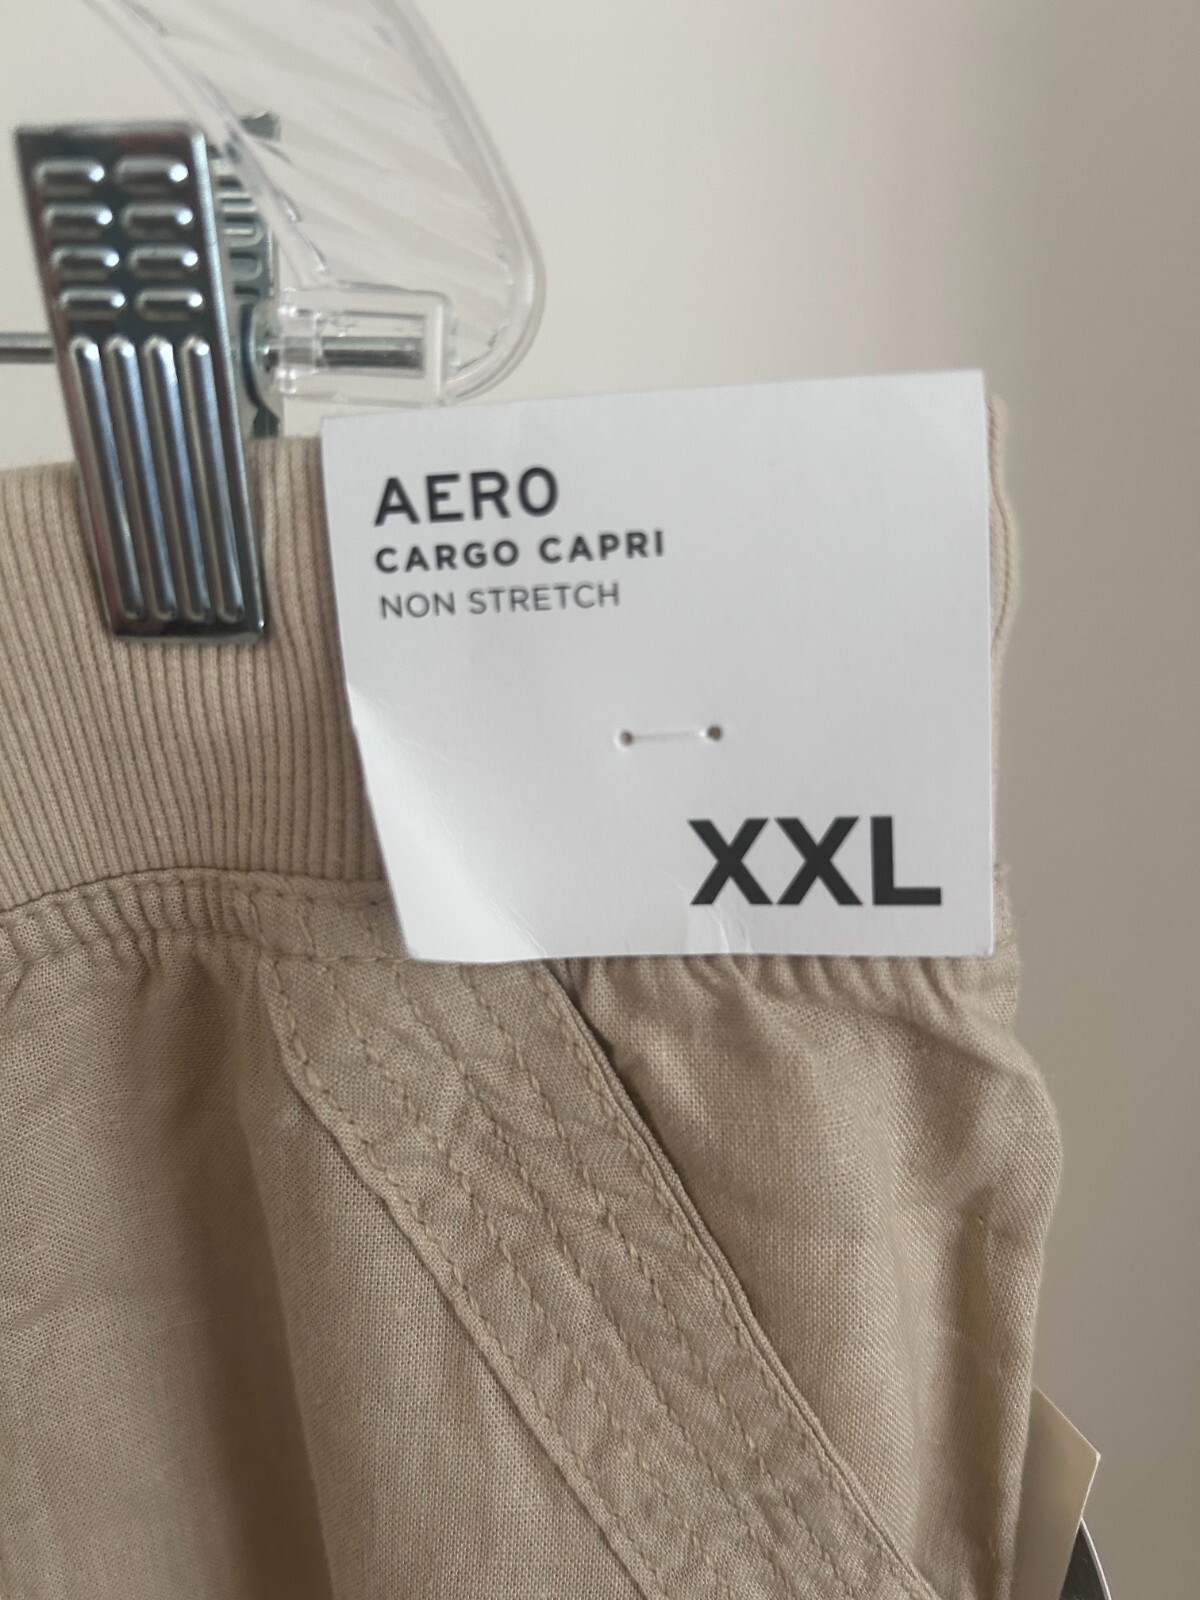 AERO
CARGO CAPRI
NON STRETCH
XXL